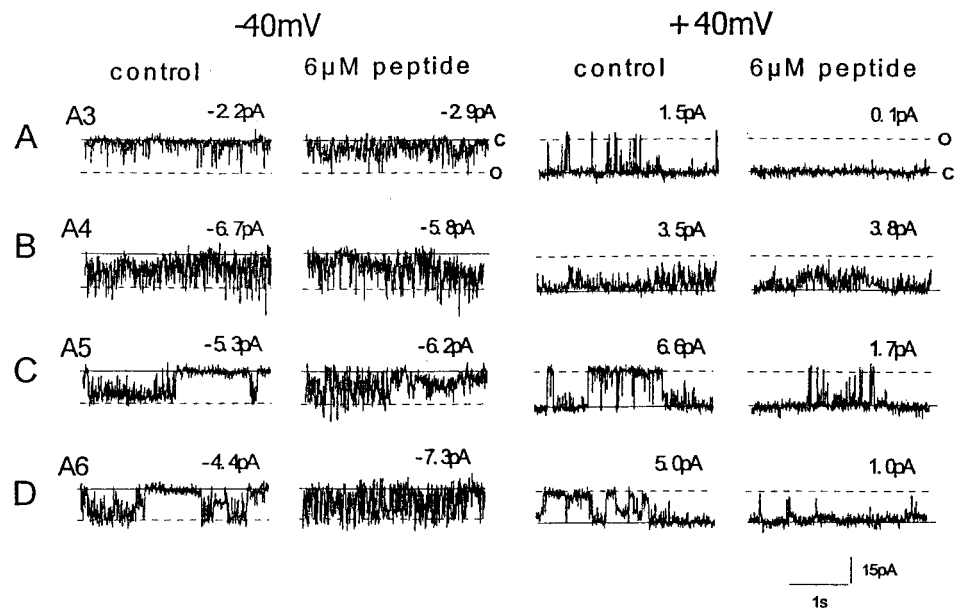 -40mV +40mV
control 6µM peptide control 6µM peptide
A A3 -2.2pA -2.9pA C O 1.5pA 0.1pA O C
B A4 -6.7pA -5.8pA 3.5pA 3.8pA
C A5 -5.3pA -6.2pA 6.6pA 1.7pA
D A6 -4.4pA -7.3pA 5.0pA 1.0pA
15pA
1s